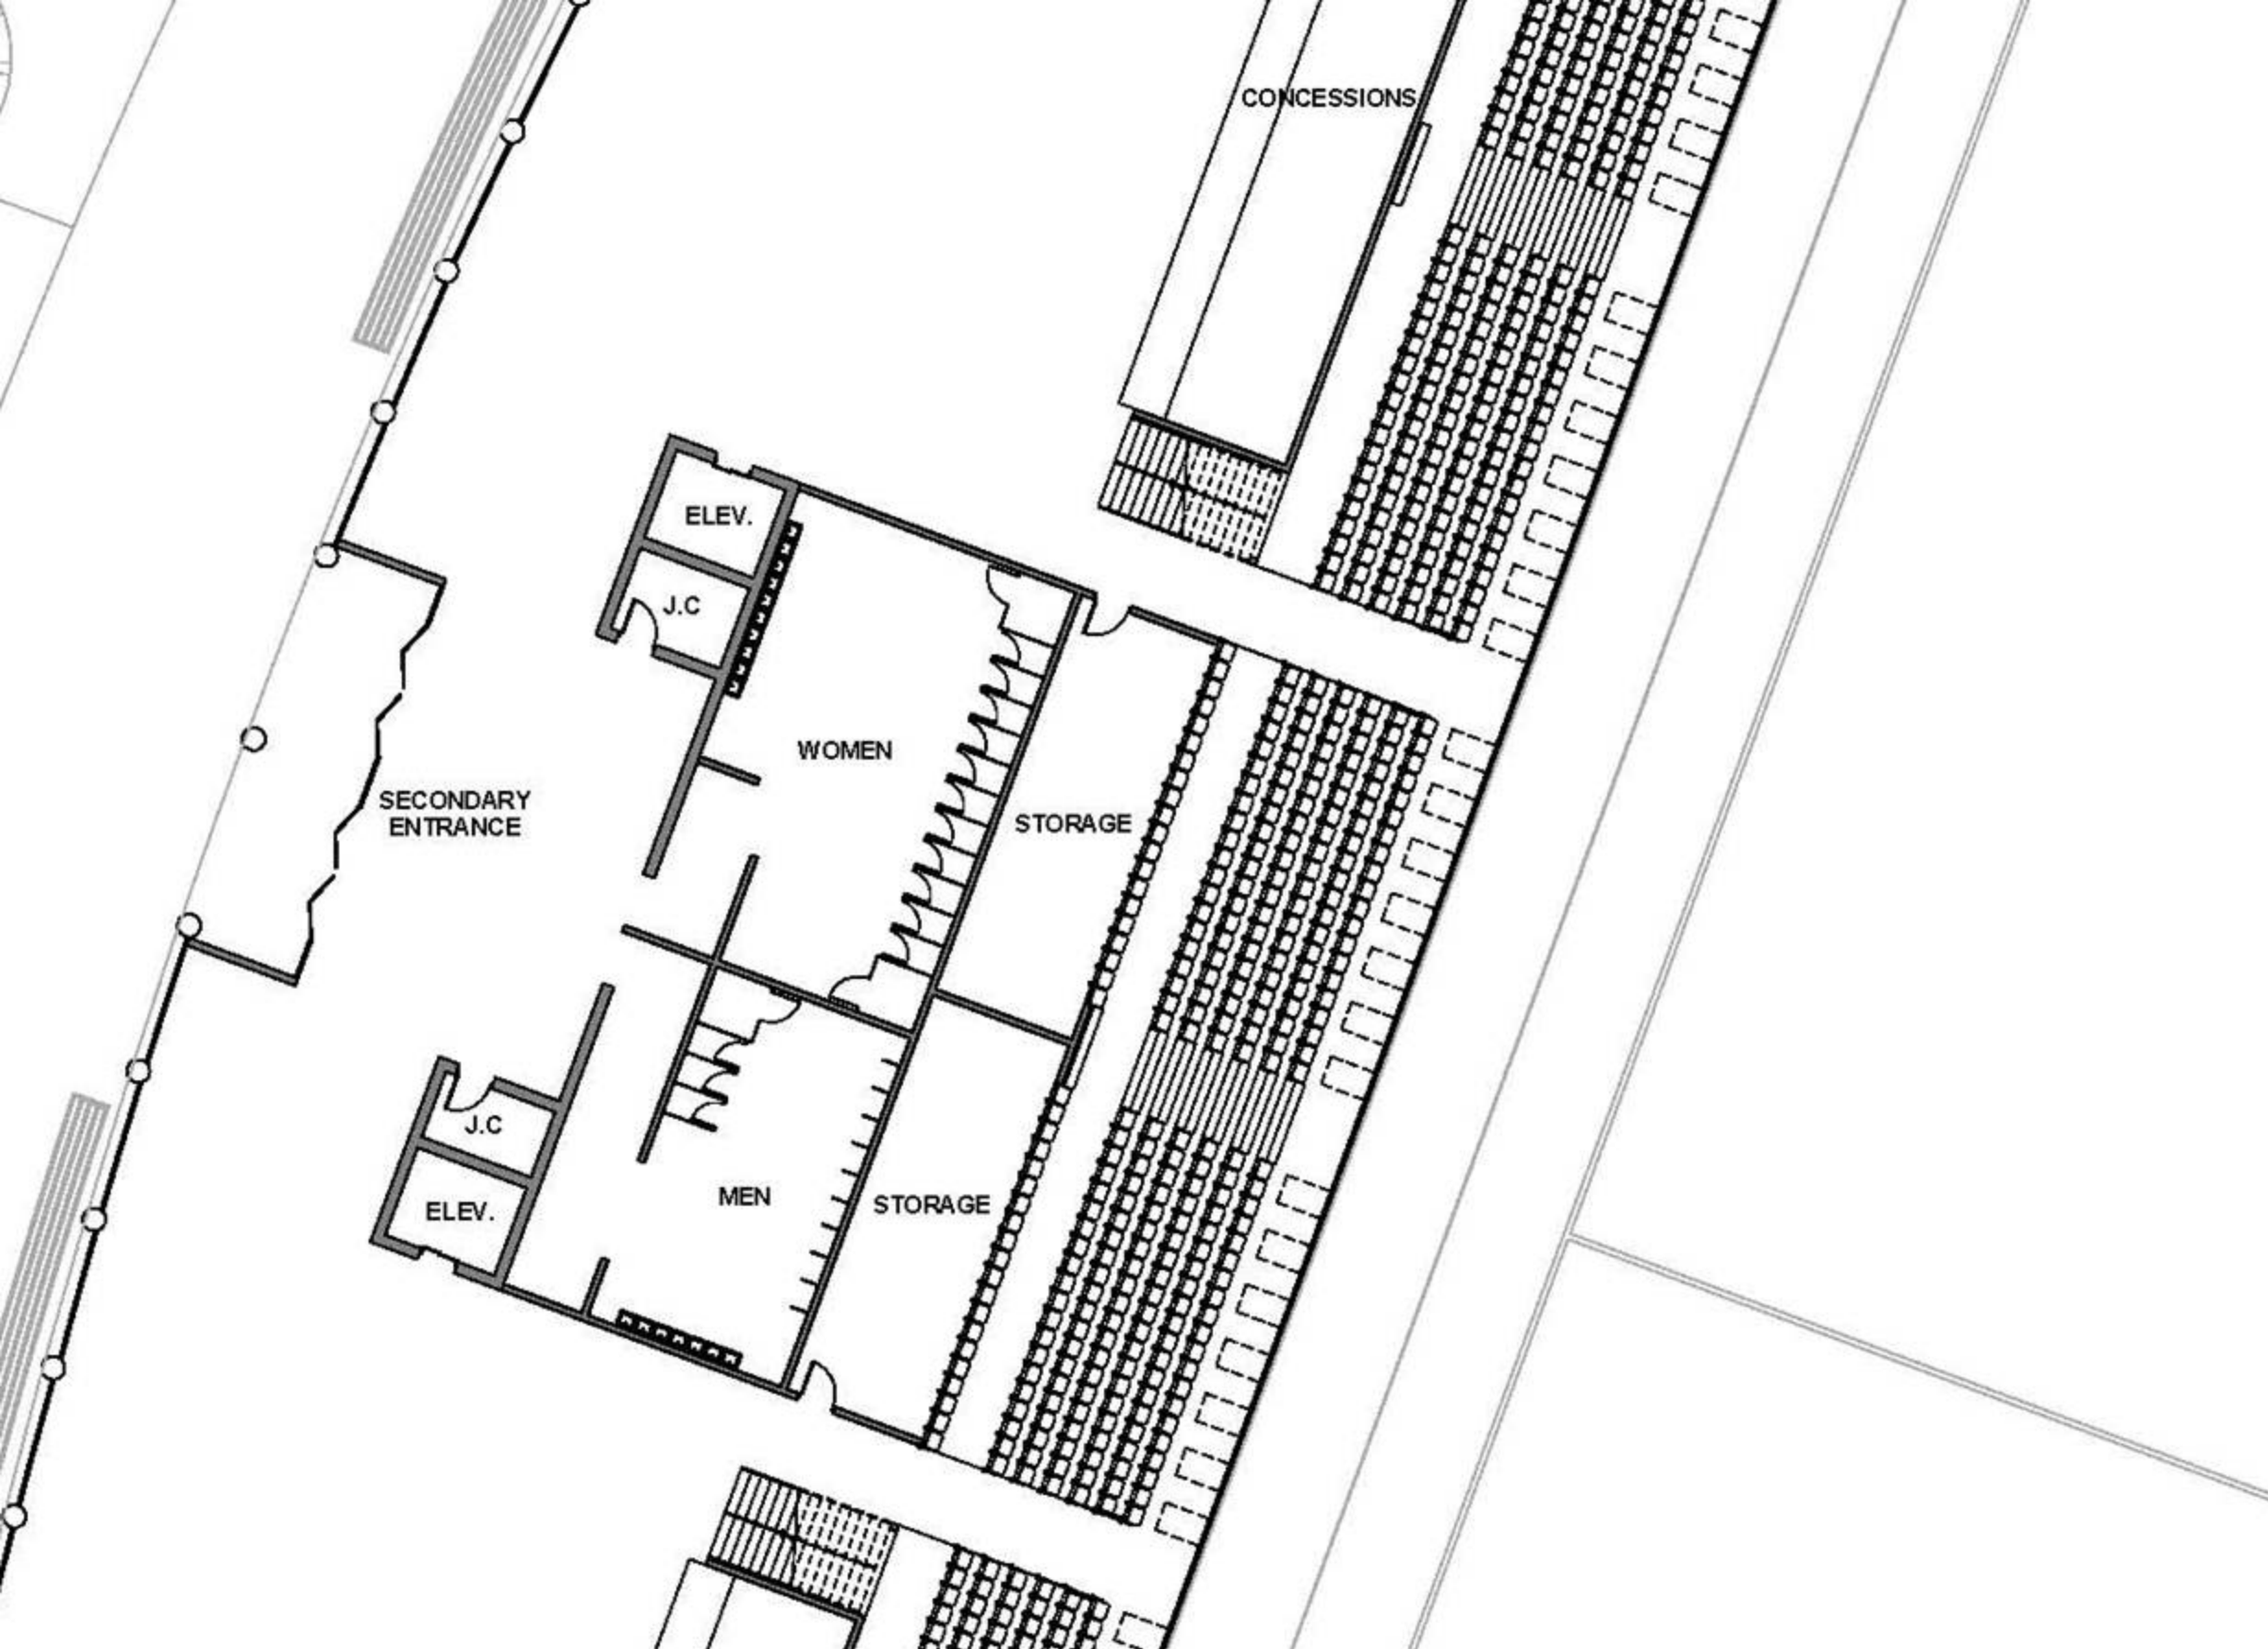 CONCESSIONS
ELEV.
J.C
WOMEN
SECONDARY
ENTRANCE
STORAGE
J.C
MEN
STORAGE
ELEV.